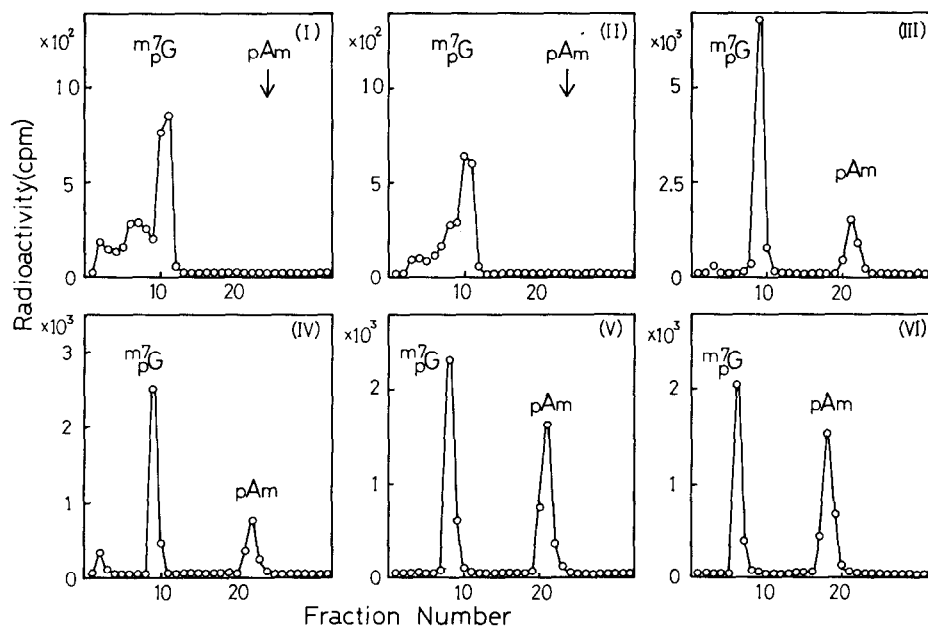 ×10²
m⁷pG
pAm
(I)
10
5
0
10
20
×10²
m⁷pG
pAm
(II)
10
5
0
10
20
×10³
m⁷pG
pAm
(III)
5
2.5
0
10
20
×10³
m⁷pG
pAm
(IV)
3
2
1
0
10
20
×10³
m⁷pG
pAm
(V)
2
1
0
10
20
×10³
m⁷pG
pAm
(VI)
2
1
0
10
20
Radioactivity(cpm)
Fraction Number